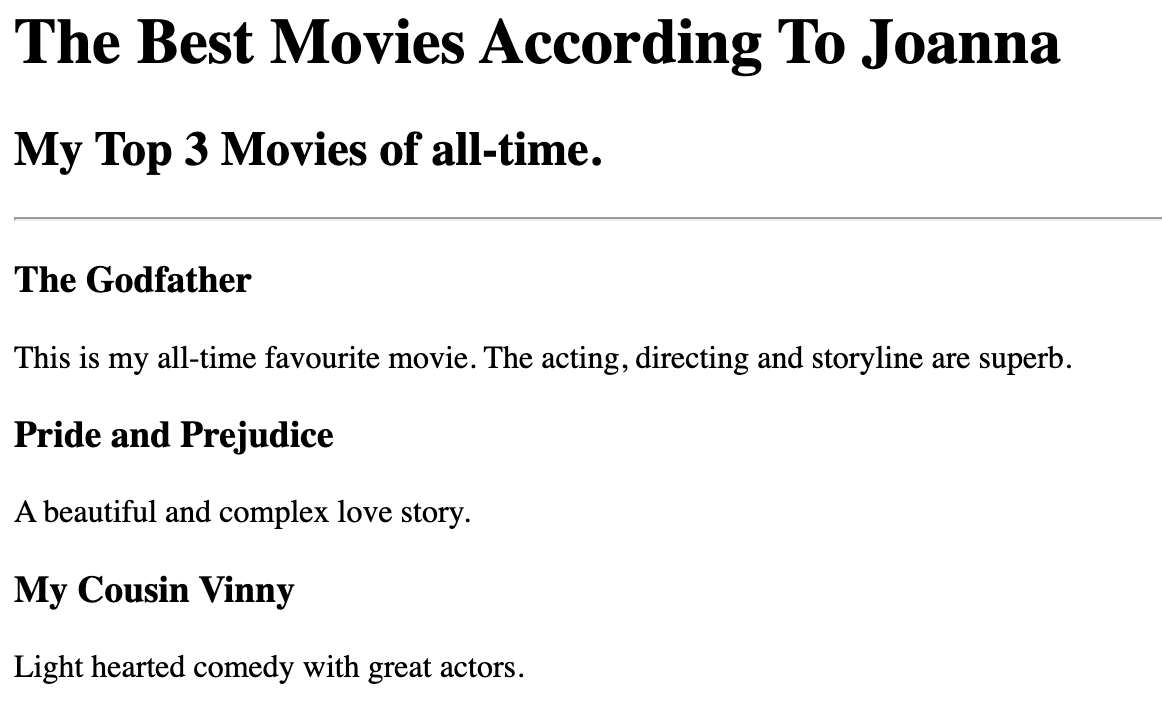 The Best Movies According To Joanna
My Top 3 Movies of all-time.
The Godfather
This is my all-time favourite movie. The acting, directing and storyline are superb.
Pride and Prejudice
A beautiful and complex love story.
My Cousin Vinny
Light hearted comedy with great actors.